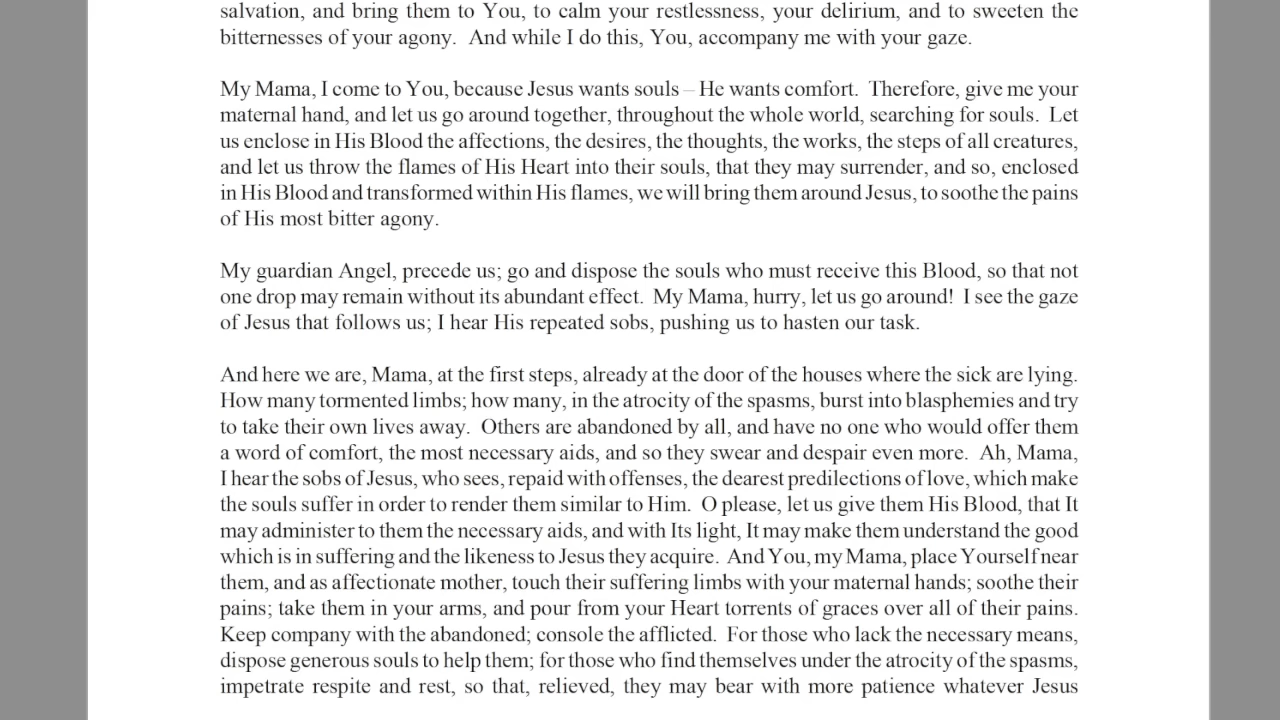 salvation, and bring them to You, to calm your restlessness, your delirium, and to sweeten the
bitternesses of your agony.  And while I do this, You, accompany me with your gaze.
My Mama, I come to You, because Jesus wants souls – He wants comfort.  Therefore, give me your
maternal hand, and let us go around together, throughout the whole world, searching for souls.  Let
us enclose in His Blood the affections, the desires, the thoughts, the works, the steps of all creatures,
and let us throw the flames of His Heart into their souls, that they may surrender, and so, enclosed
in His Blood and transformed within His flames, we will bring them around Jesus, to soothe the pains
of His most bitter agony.
My guardian Angel, precede us; go and dispose the souls who must receive this Blood, so that not
one drop may remain without its abundant effect.  My Mama, hurry, let us go around!  I see the gaze
of Jesus that follows us; I hear His repeated sobs, pushing us to hasten our task.
And here we are, Mama, at the first steps, already at the door of the houses where the sick are lying.
How many tormented limbs; how many, in the atrocity of the spasms, burst into blasphemies and try
to take their own lives away.  Others are abandoned by all, and have no one who would offer them
a word of comfort, the most necessary aids, and so they swear and despair even more.  Ah, Mama,
I hear the sobs of Jesus, who sees, repaid with offenses, the dearest predilections of love, which make
the souls suffer in order to render them similar to Him.  O please, let us give them His Blood, that It
may administer to them the necessary aids, and with Its light, It may make them understand the good
which is in suffering and the likeness to Jesus they acquire.  And You, my Mama, place Yourself near
them, and as affectionate mother, touch their suffering limbs with your maternal hands; soothe their
pains; take them in your arms, and pour from your Heart torrents of graces over all of their pains.
Keep company with the abandoned; console the afflicted.  For those who lack the necessary means,
dispose generous souls to help them; for those who find themselves under the atrocity of the spasms,
impetrate respite and rest, so that, relieved, they may bear with more patience whatever Jesus